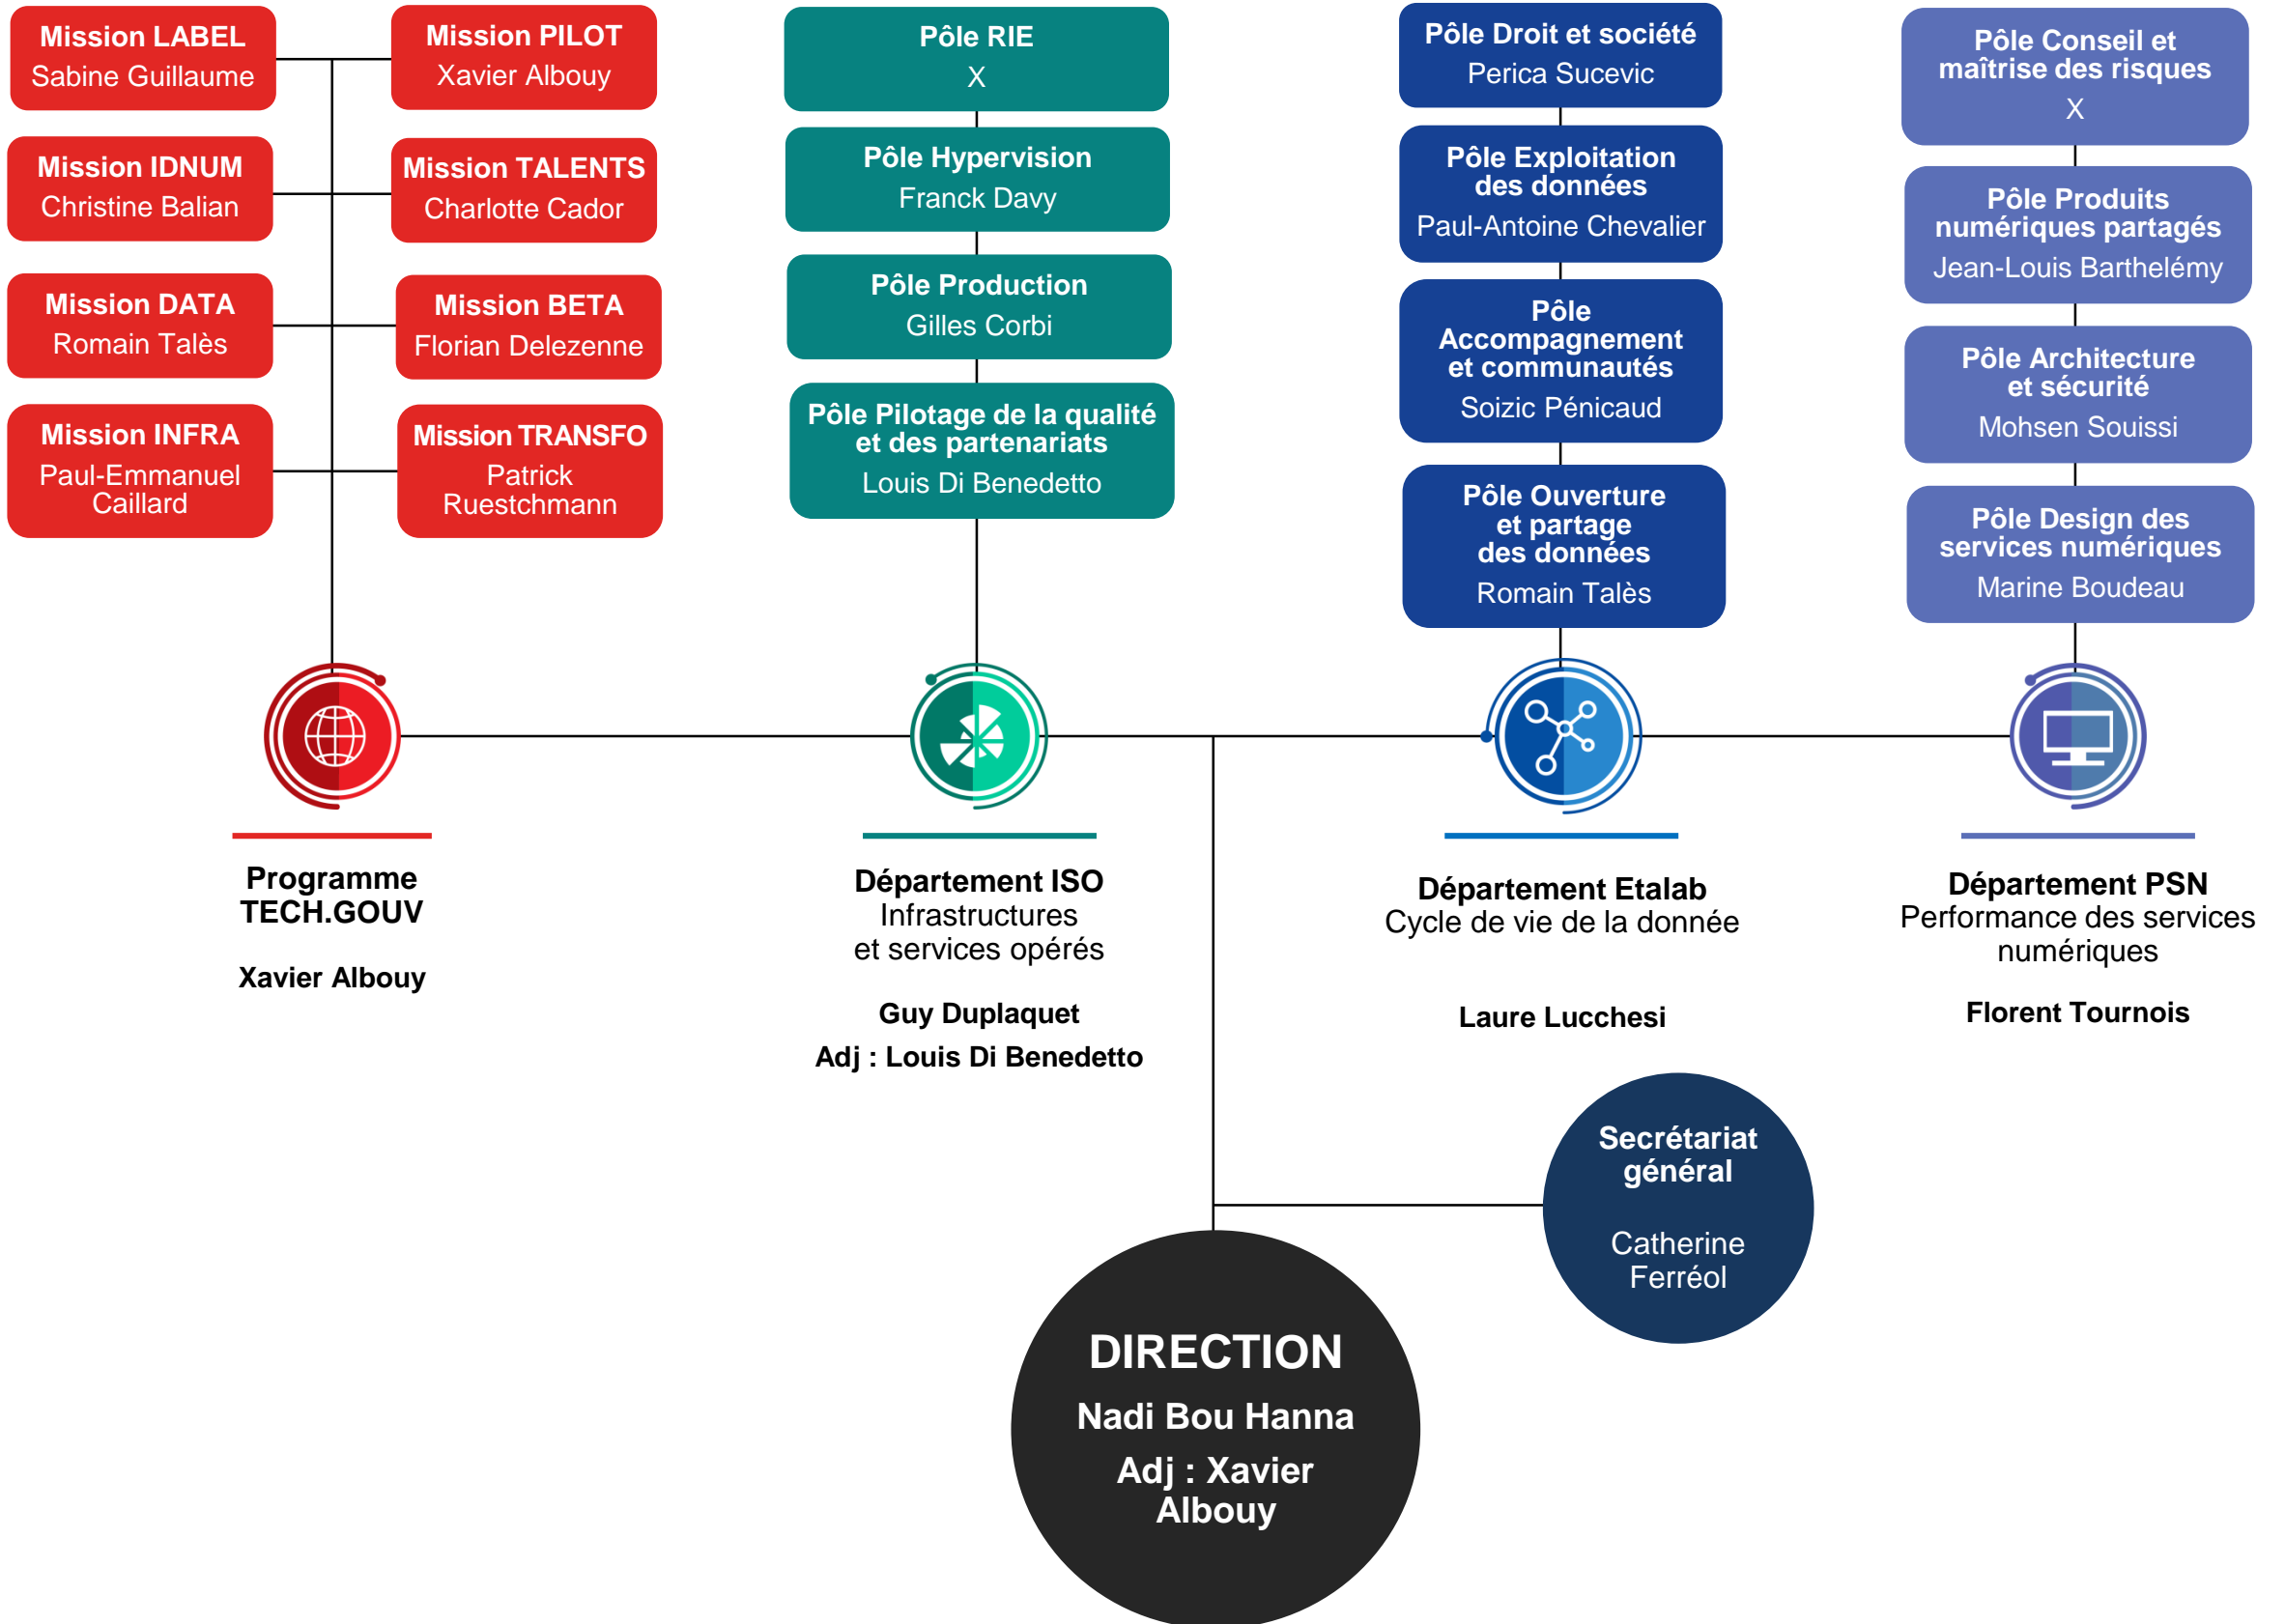 Mission LABEL
Sabine Guillaume
Mission PILOT
Xavier Albouy
Mission IDNUM
Christine Balian
Mission TALENTS
Charlotte Cador
Mission DATA
Romain Talès
Mission BETA
Florian Delezenne
Mission INFRA
Paul-Emmanuel
Caillard
Mission TRANSFO
Patrick
Ruestchmann
Pôle RIE
X
Pôle Hypervision
Franck Davy
Pôle Production
Gilles Corbi
Pôle Pilotage de la qualité
et des partenariats
Louis Di Benedetto
Pôle Droit et société
Perica Sucevic
Pôle Exploitation
des données
Paul-Antoine Chevalier
Pôle
Accompagnement
et communautés
Soizic Pénicaud
Pôle Ouverture
et partage
des données
Romain Talès
Pôle Conseil et
maîtrise des risques
X
Pôle Produits
numériques partagés
Jean-Louis Barthelémy
Pôle Architecture
et sécurité
Mohsen Souissi
Pôle Design des
services numériques
Marine Boudeau
Programme
TECH.GOUV
Xavier Albouy
Département ISO
Infrastructures
et services opérés
Guy Duplaquet
Adj : Louis Di Benedetto
Département Etalab
Cycle de vie de la donnée
Laure Lucchesi
Département PSN
Performance des services
numériques
Florent Tournois
Secrétariat
général
Catherine
Ferréol
DIRECTION
Nadi Bou Hanna
Adj : Xavier
Albouy